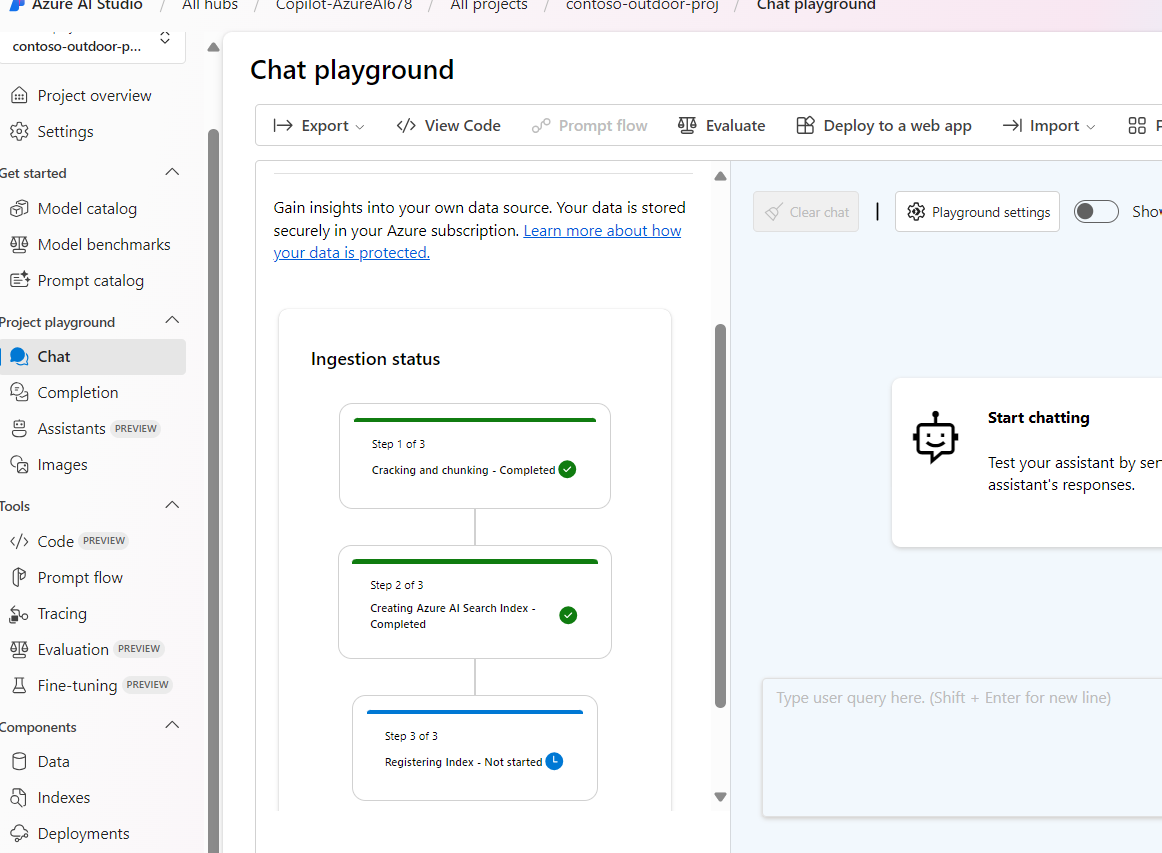 Azure AI Studio / All hubs / Copilot-AzureAI678 / All projects / contoso-outdoor-proj / Chat playground
contoso-outdoor-p...
Project overview
Settings
Get started
Model catalog
Model benchmarks
Prompt catalog
Project playground
Chat
Completion
Assistants PREVIEW
Images
Tools
Code PREVIEW
Prompt flow
Tracing
Evaluation PREVIEW
Fine-tuning PREVIEW
Components
Data
Indexes
Deployments
Chat playground
Export
View Code
Prompt flow
Evaluate
Deploy to a web app
Import
Gain insights into your own data source. Your data is stored
securely in your Azure subscription. Learn more about how
your data is protected.
Ingestion status
Step 1 of 3
Cracking and chunking - Completed
Step 2 of 3
Creating Azure AI Search Index -
Completed
Step 3 of 3
Registering Index - Not started
Clear chat
|
Playground settings
Start chatting
Test your assistant by
assistant's responses.
Type user query here. (Shift + Enter for new line)